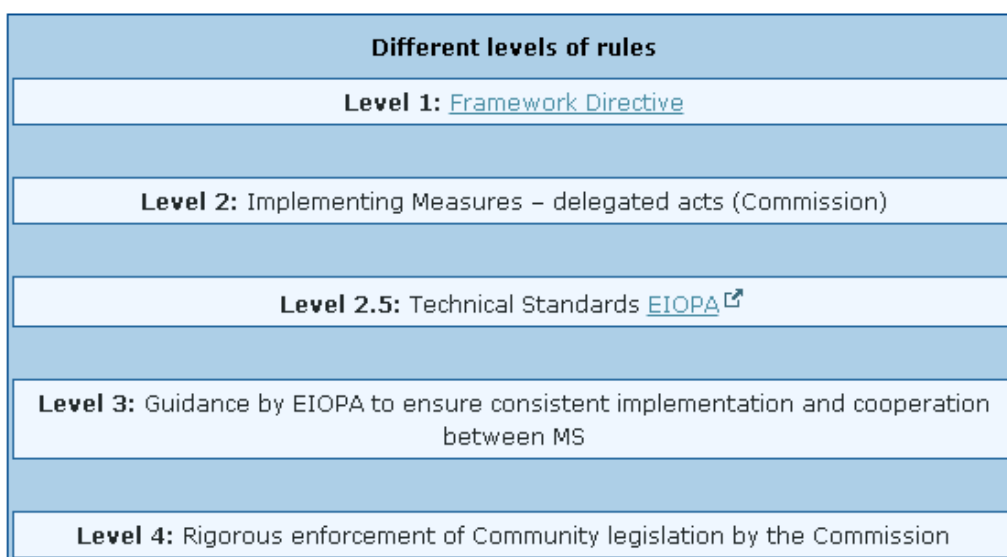 Different levels of rules
Level 1: Framework Directive
Level 2: Implementing Measures – delegated acts (Commission)
Level 2.5: Technical Standards EIOPA
Level 3: Guidance by EIOPA to ensure consistent implementation and cooperation
between MS
Level 4: Rigorous enforcement of Community legislation by the Commission